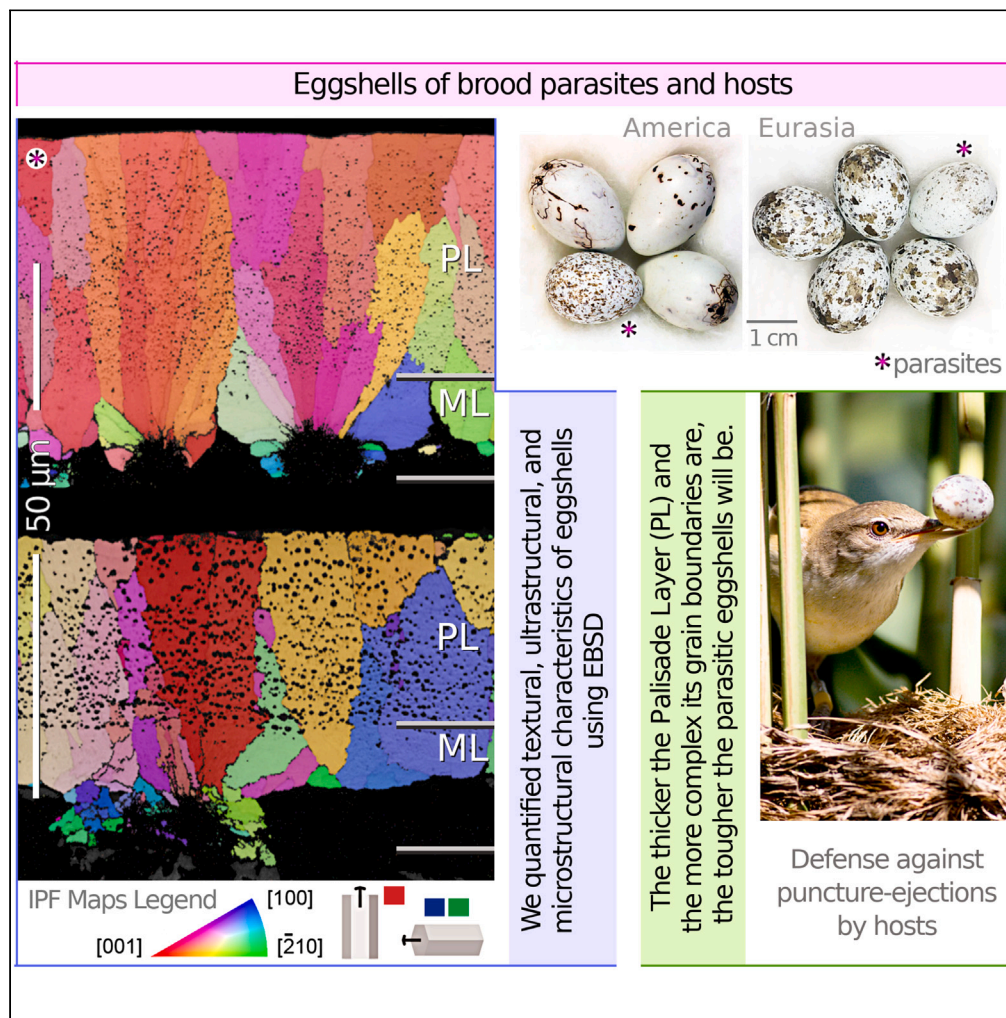 Eggshells of brood parasites and hosts
*
PL
ML
50 µm
PL
ML
IPF Maps Legend
[100]
[001]
[2̄10]
America
Eurasia
*
*
1 cm
*parasites
We quantified textural, ultrastructural, and
microstructural characteristics of eggshells
using EBSD
The thicker the Palisade Layer (PL) and
the more complex its grain boundaries are,
the tougher the parasitic eggshells will be.
Defense against
puncture-ejections
by hosts